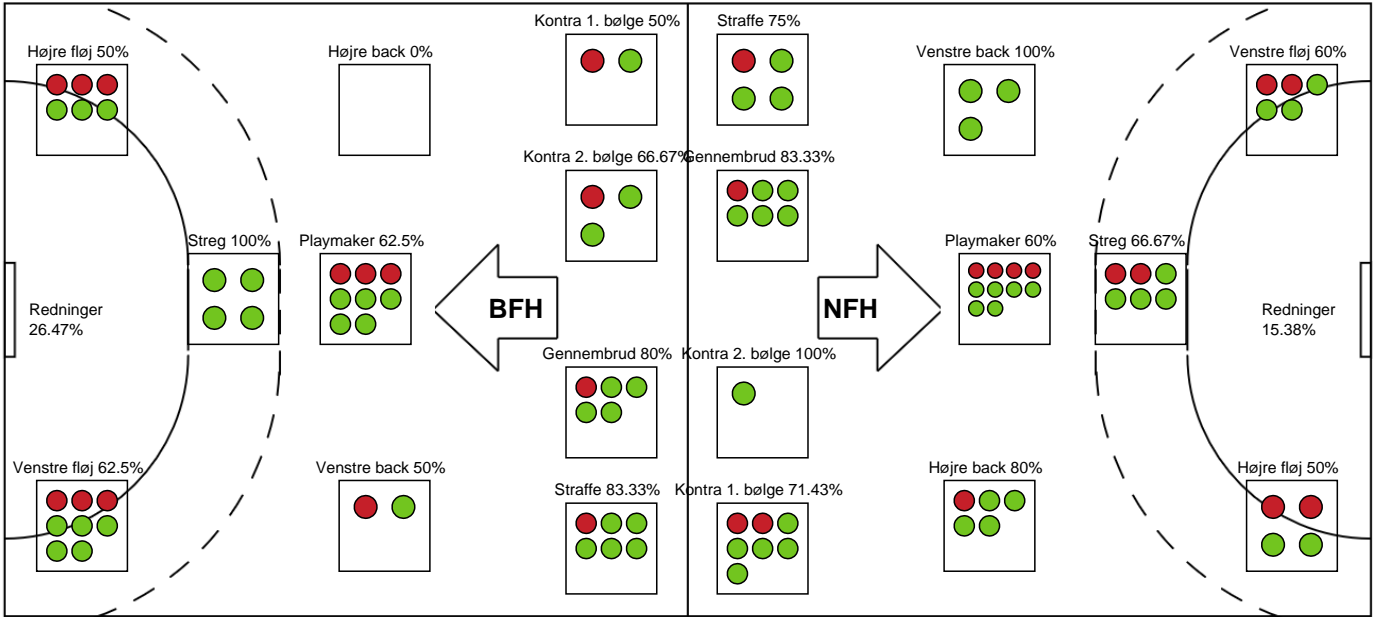 Kontra 1. bølge 50%
Straffe 75%
Højre fløj 50%
Højre back 0%
Venstre back 100%
Venstre fløj 60%
Kontra 2. bølge 66.67%
Gennembrud 83.33%
Streg 100%
Playmaker 62.5%
Playmaker 60%
Streg 66.67%
Redninger
26.47%
BFH
NFH
Redninger
15.38%
Gennembrud 80%
Kontra 2. bølge 100%
Venstre fløj 62.5%
Venstre back 50%
Straffe 83.33%
Kontra 1. bølge 71.43%
Højre back 80%
Højre fløj 50%